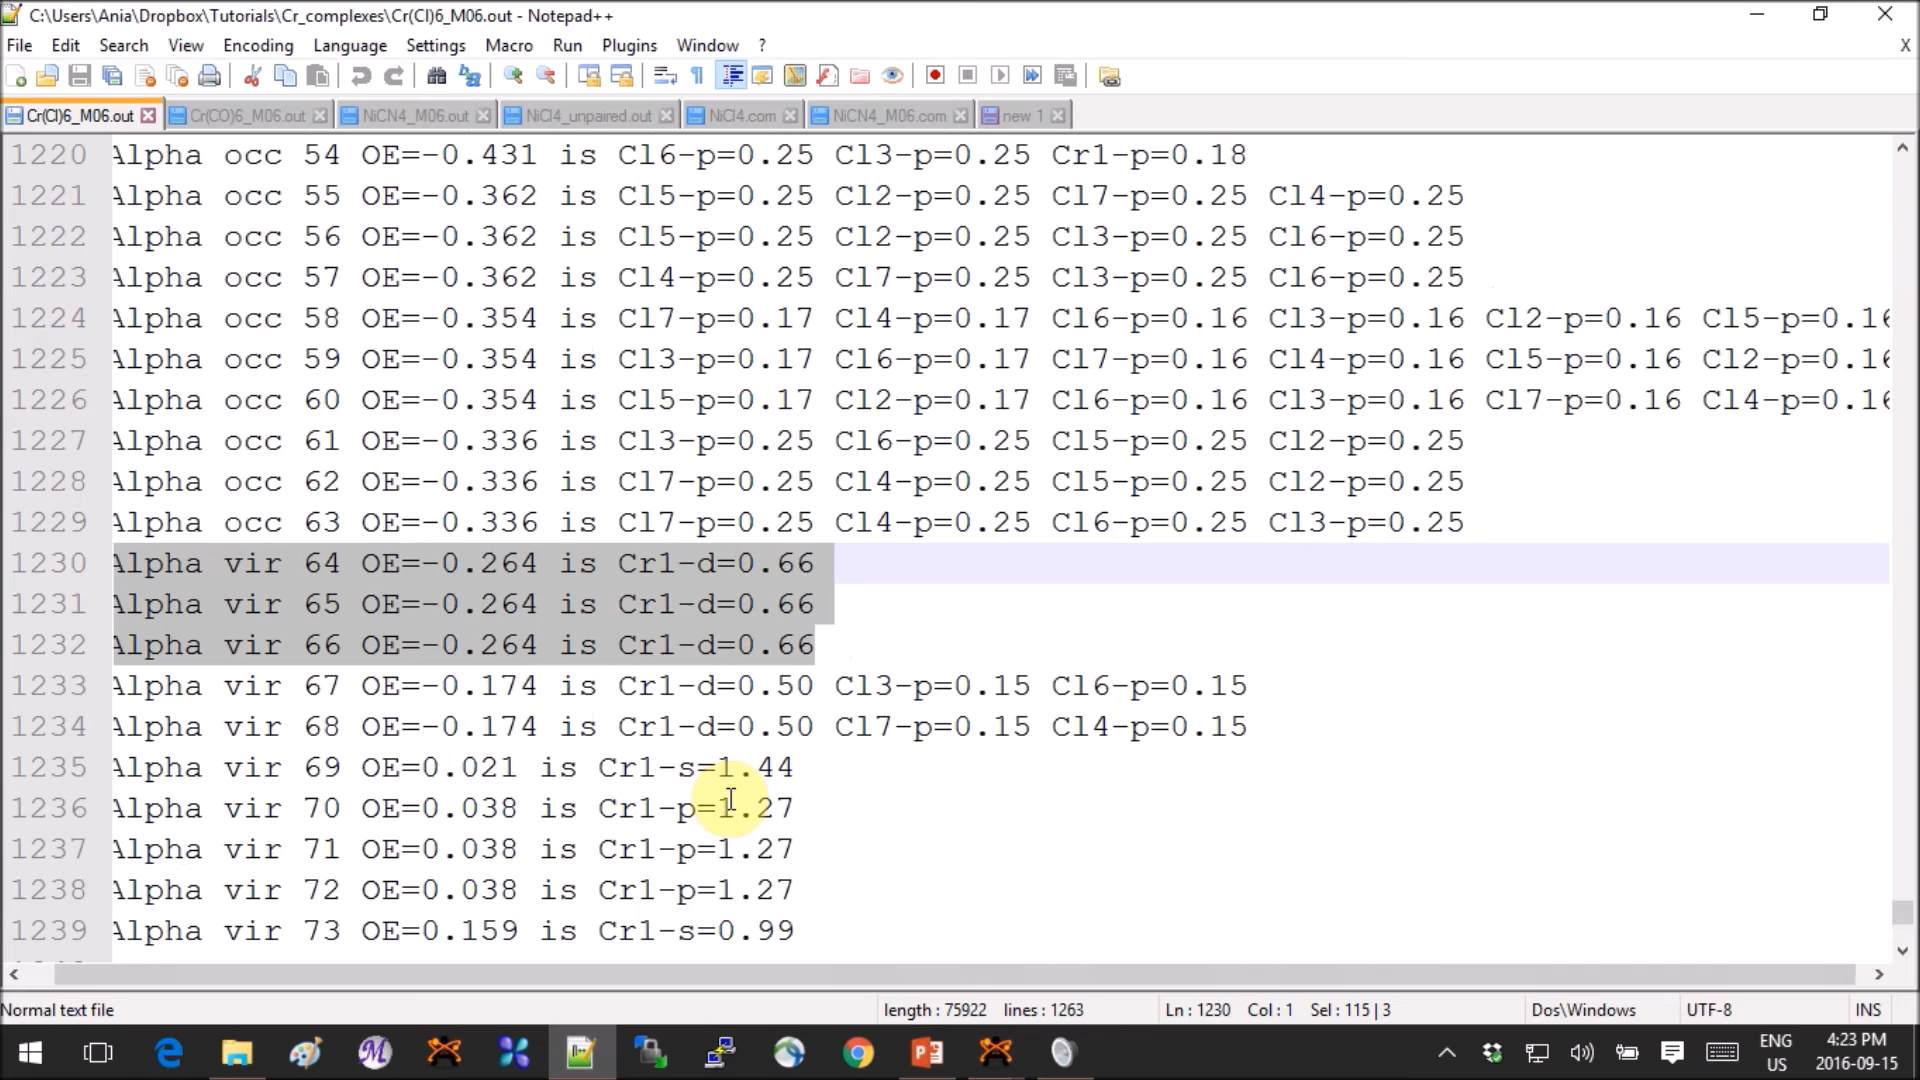 C:\Users\Ania\Dropbox\Tutorials\Cr_complexes\Cr(Cl)6_M06.out - Notepad++
File Edit Search View Encoding Language Settings Macro Run Plugins Window ? X
Cr(Cl)6_M06.out Cr(CO)6_M06.out NiCN4_M06.out NiCl4_unpaired.out NiCl4.com NiCN4_M06.com new 1
1220 Alpha occ 54 OE=-0.431 is Cl6-p=0.25 Cl3-p=0.25 Cr1-p=0.18
1221 Alpha occ 55 OE=-0.362 is Cl5-p=0.25 Cl2-p=0.25 Cl7-p=0.25 Cl4-p=0.25
1222 Alpha occ 56 OE=-0.362 is Cl5-p=0.25 Cl2-p=0.25 Cl3-p=0.25 Cl6-p=0.25
1223 Alpha occ 57 OE=-0.362 is Cl4-p=0.25 Cl7-p=0.25 Cl3-p=0.25 Cl6-p=0.25
1224 Alpha occ 58 OE=-0.354 is Cl7-p=0.17 Cl4-p=0.17 Cl6-p=0.16 Cl3-p=0.16 Cl2-p=0.16 Cl5-p=0.16
1225 Alpha occ 59 OE=-0.354 is Cl3-p=0.17 Cl6-p=0.17 Cl7-p=0.16 Cl4-p=0.16 Cl5-p=0.16 Cl2-p=0.16
1226 Alpha occ 60 OE=-0.354 is Cl5-p=0.17 Cl2-p=0.17 Cl6-p=0.16 Cl3-p=0.16 Cl7-p=0.16 Cl4-p=0.16
1227 Alpha occ 61 OE=-0.336 is Cl3-p=0.25 Cl6-p=0.25 Cl5-p=0.25 Cl2-p=0.25
1228 Alpha occ 62 OE=-0.336 is Cl7-p=0.25 Cl4-p=0.25 Cl5-p=0.25 Cl2-p=0.25
1229 Alpha occ 63 OE=-0.336 is Cl7-p=0.25 Cl4-p=0.25 Cl6-p=0.25 Cl3-p=0.25
1230 Alpha vir 64 OE=-0.264 is Cr1-d=0.66
1231 Alpha vir 65 OE=-0.264 is Cr1-d=0.66
1232 Alpha vir 66 OE=-0.264 is Cr1-d=0.66
1233 Alpha vir 67 OE=-0.174 is Cr1-d=0.50 Cl3-p=0.15 Cl6-p=0.15
1234 Alpha vir 68 OE=-0.174 is Cr1-d=0.50 Cl7-p=0.15 Cl4-p=0.15
1235 Alpha vir 69 OE=0.021 is Cr1-s=1.44
1236 Alpha vir 70 OE=0.038 is Cr1-p=1.27
1237 Alpha vir 71 OE=0.038 is Cr1-p=1.27
1238 Alpha vir 72 OE=0.038 is Cr1-p=1.27
1239 Alpha vir 73 OE=0.159 is Cr1-s=0.99
Normal text file length : 75922 lines : 1263 Ln : 1230 Col : 1 Sel : 115 | 3 Dos\Windows UTF-8 INS
ENG 4:23 PM
US 2016-09-15